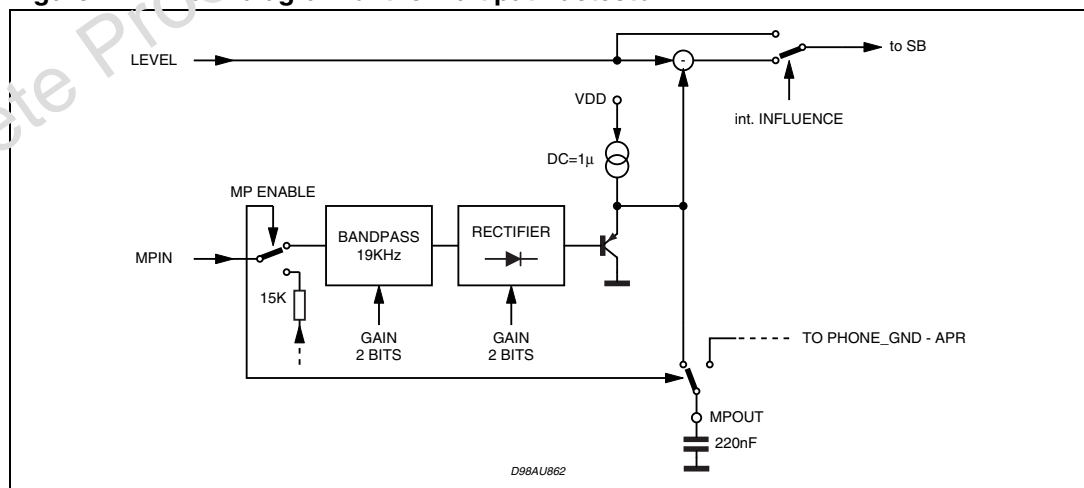 LEVEL
to SB
VDD
int. INFLUENCE
DC=1µ
MP ENABLE
BANDPASS
19KHz
RECTIFIER
MPIN
15K
GAIN
2 BITS
GAIN
2 BITS
TO PHONE_GND - APR
MPOUT
220nF
D98AU862